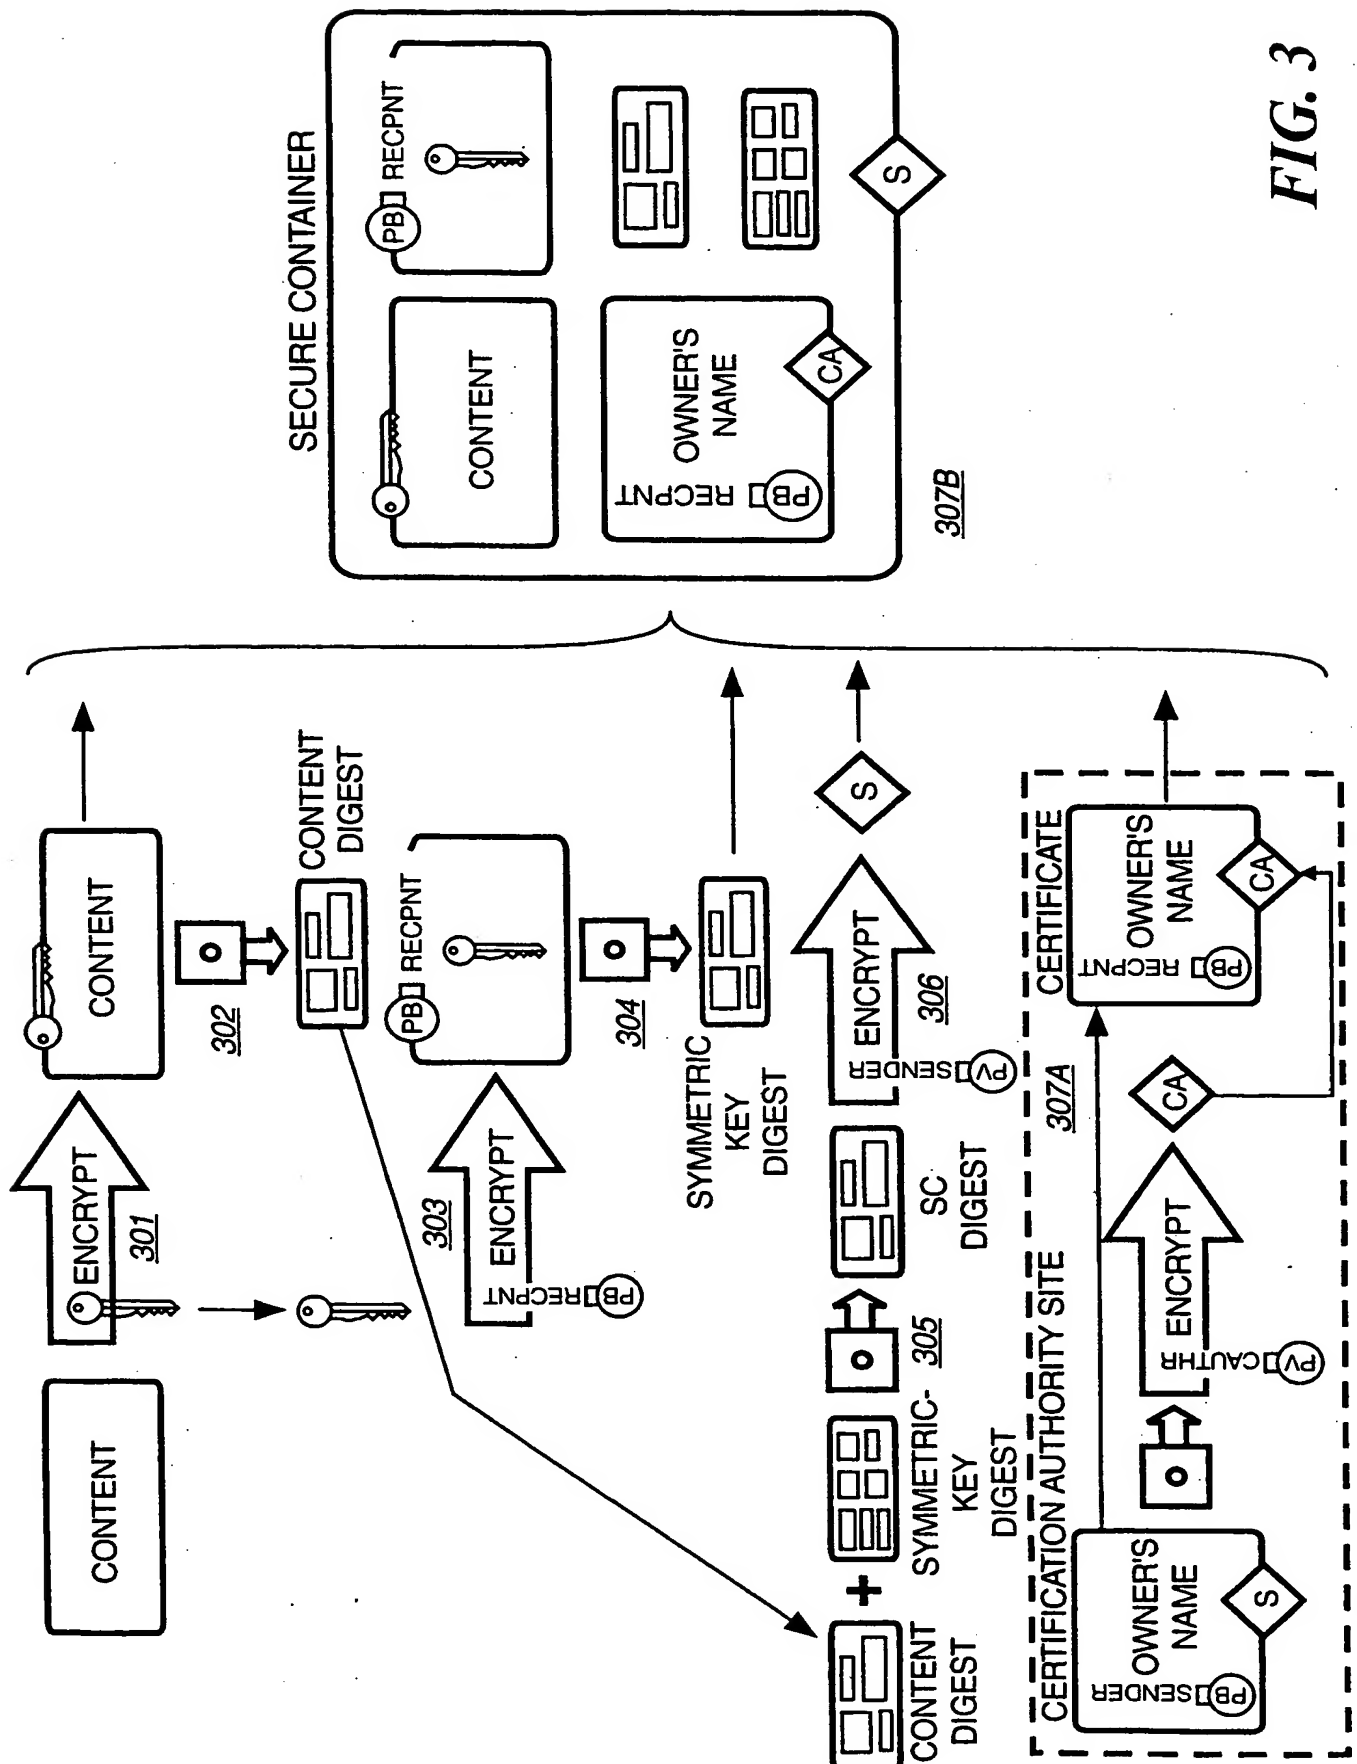 CONTENT
ENCRYPT
301
CONTENT
302
CONTENT
DIGEST
PB RECPNT
ENCRYPT
303
PB RECPNT
304
SYMMETRIC
KEY
DIGEST
CONTENT
DIGEST
+
SYMMETRIC-
KEY
DIGEST
305
SC
DIGEST
ENCRYPT
PV SENDER
306
S
CERTIFICATION AUTHORITY SITE
PB SENDER
OWNER'S
NAME
S
ENCRYPT
PV CAUTHR
307A
CA
CERTIFICATE
PB RECPNT
OWNER'S
NAME
CA
SECURE CONTAINER
CONTENT
PB RECPNT
PB RECPNT
OWNER'S
NAME
CA
S
307B
FIG. 3